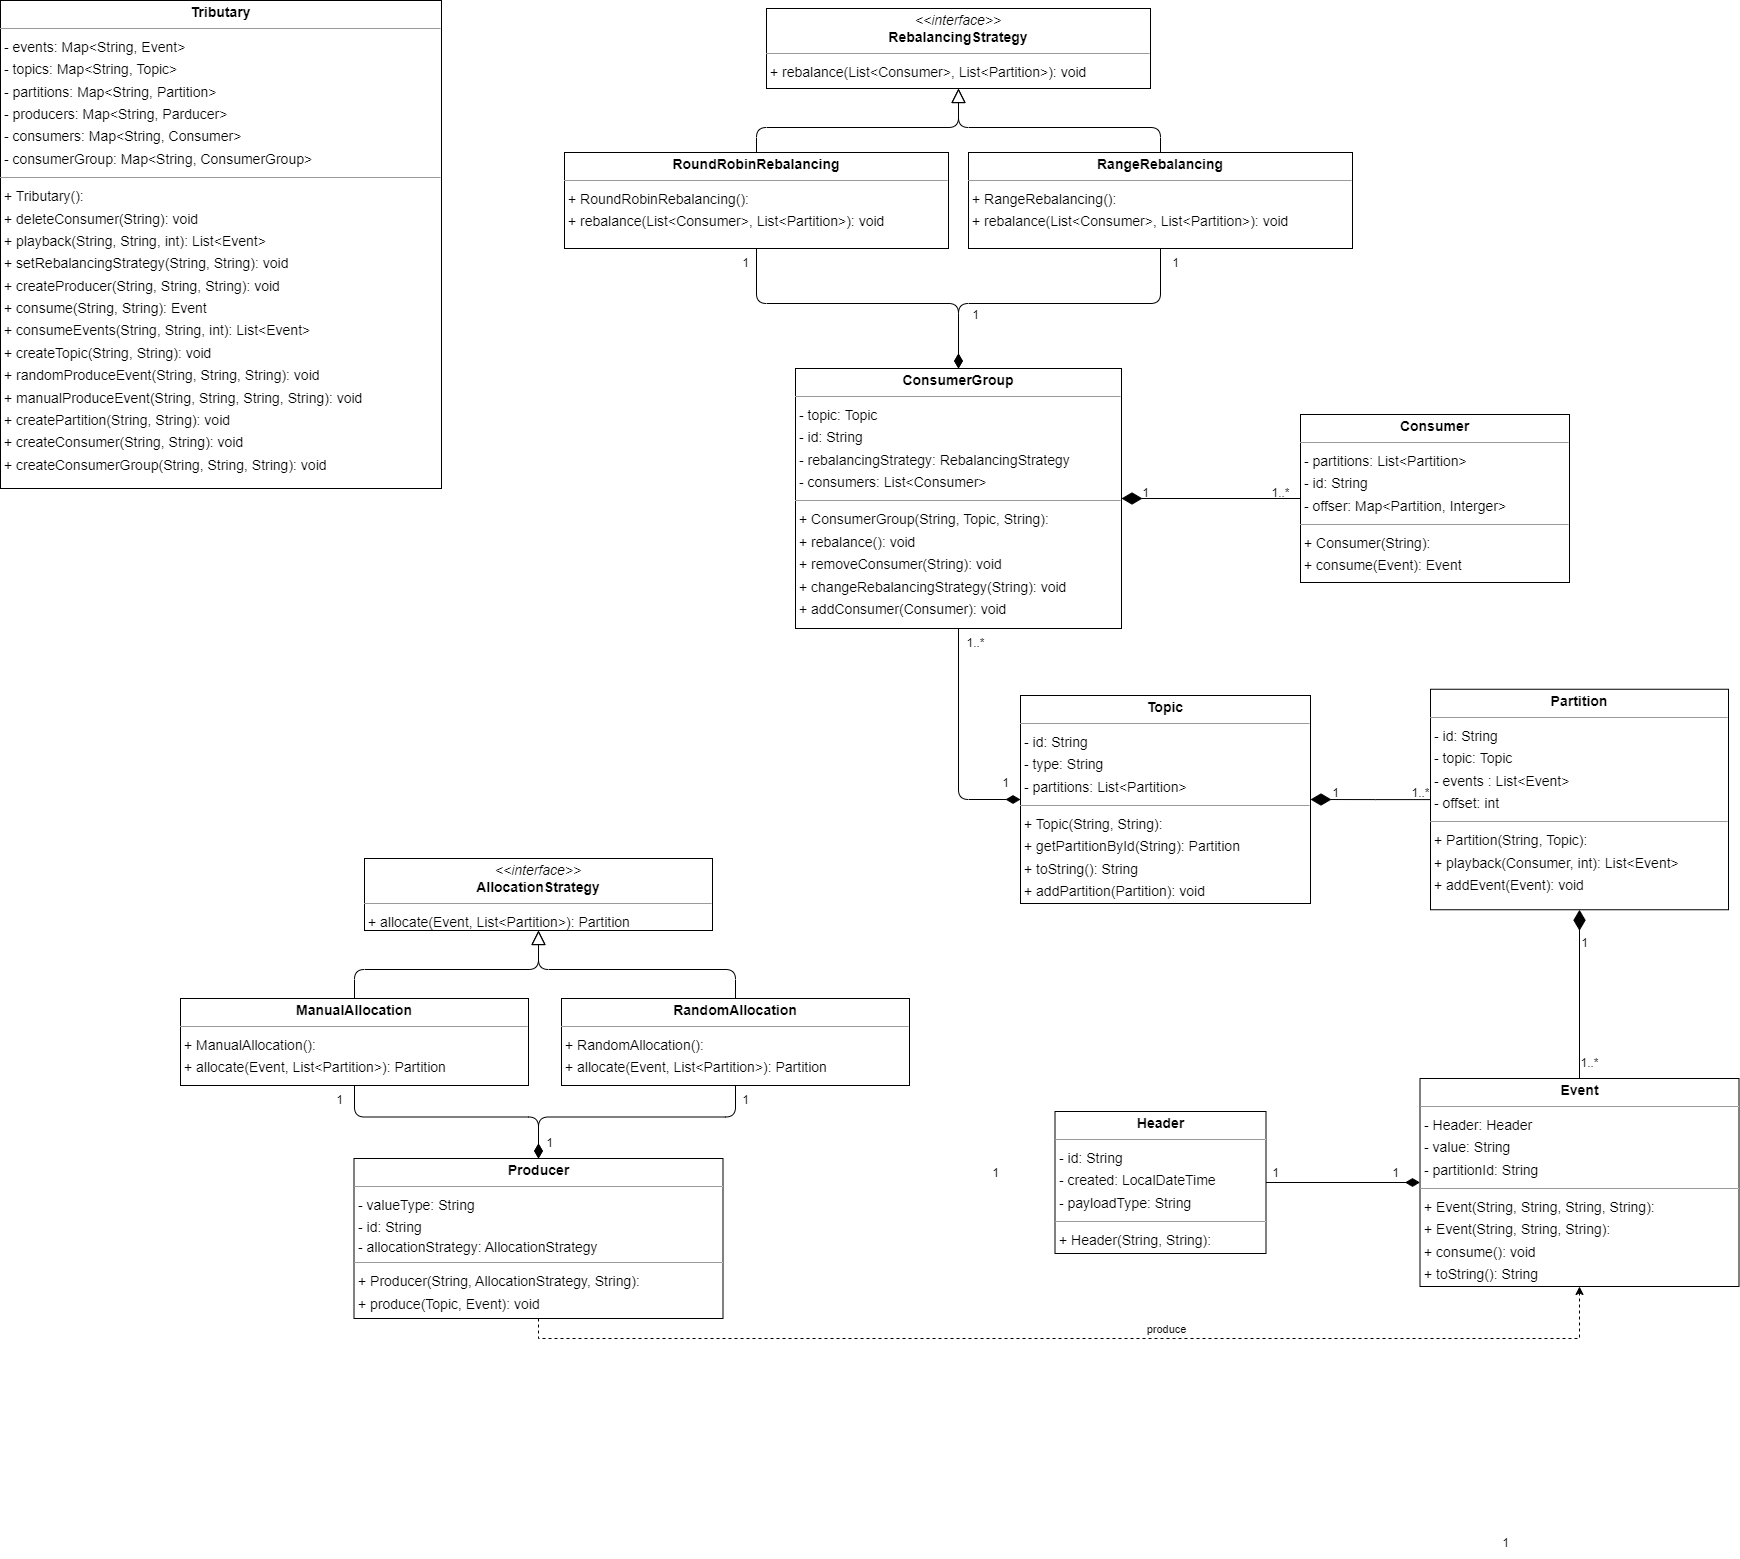 Tributary
- events: Map<String, Event>
- topics: Map<String, Topic>
- partitions: Map<String, Partition>
- producers: Map<String, Parducer>
- consumers: Map<String, Consumer>
- consumerGroup: Map<String, ConsumerGroup>
+ Tributary():
+ deleteConsumer(String): void
+ playback(String, String, int): List<Event>
+ setRebalancingStrategy(String, String): void
+ createProducer(String, String, String): void
+ consume(String, String): Event
+ consumeEvents(String, String, int): List<Event>
+ createTopic(String, String): void
+ randomProduceEvent(String, String, String): void
+ manualProduceEvent(String, String, String, String): void
+ createPartition(String, String): void
+ createConsumer(String, String): void
+ createConsumerGroup(String, String, String): void
<<interface>>
RebalancingStrategy
+ rebalance(List<Consumer>, List<Partition>): void
RoundRobinRebalancing
+ RoundRobinRebalancing():
+ rebalance(List<Consumer>, List<Partition>): void
RangeRebalancing
+ RangeRebalancing():
+ rebalance(List<Consumer>, List<Partition>): void
1
1
1
ConsumerGroup
- topic: Topic
- id: String
- rebalancingStrategy: RebalancingStrategy
- consumers: List<Consumer>
+ ConsumerGroup(String, Topic, String):
+ rebalance(): void
+ removeConsumer(String): void
+ changeRebalancingStrategy(String): void
+ addConsumer(Consumer): void
1
1..*
Consumer
- partitions: List<Partition>
- id: String
- offser: Map<Partition, Interger>
+ Consumer(String):
+ consume(Event): Event
1..*
1
Topic
- id: String
- type: String
- partitions: List<Partition>
+ Topic(String, String):
+ getPartitionById(String): Partition
+ toString(): String
+ addPartition(Partition): void
1
1..*
Partition
- id: String
- topic: Topic
- events : List<Event>
- offset: int
+ Partition(String, Topic):
+ playback(Consumer, int): List<Event>
+ addEvent(Event): void
1
1..*
<<interface>>
AllocationStrategy
+ allocate(Event, List<Partition>): Partition
ManualAllocation
+ ManualAllocation():
+ allocate(Event, List<Partition>): Partition
RandomAllocation
+ RandomAllocation():
+ allocate(Event, List<Partition>): Partition
1
1
1
Producer
- valueType: String
- id: String
- allocationStrategy: AllocationStrategy
+ Producer(String, AllocationStrategy, String):
+ produce(Topic, Event): void
1
Header
- id: String
- created: LocalDateTime
- payloadType: String
+ Header(String, String):
1
1
Event
- Header: Header
- value: String
- partitionId: String
+ Event(String, String, String, String):
+ Event(String, String, String):
+ consume(): void
+ toString(): String
produce
1